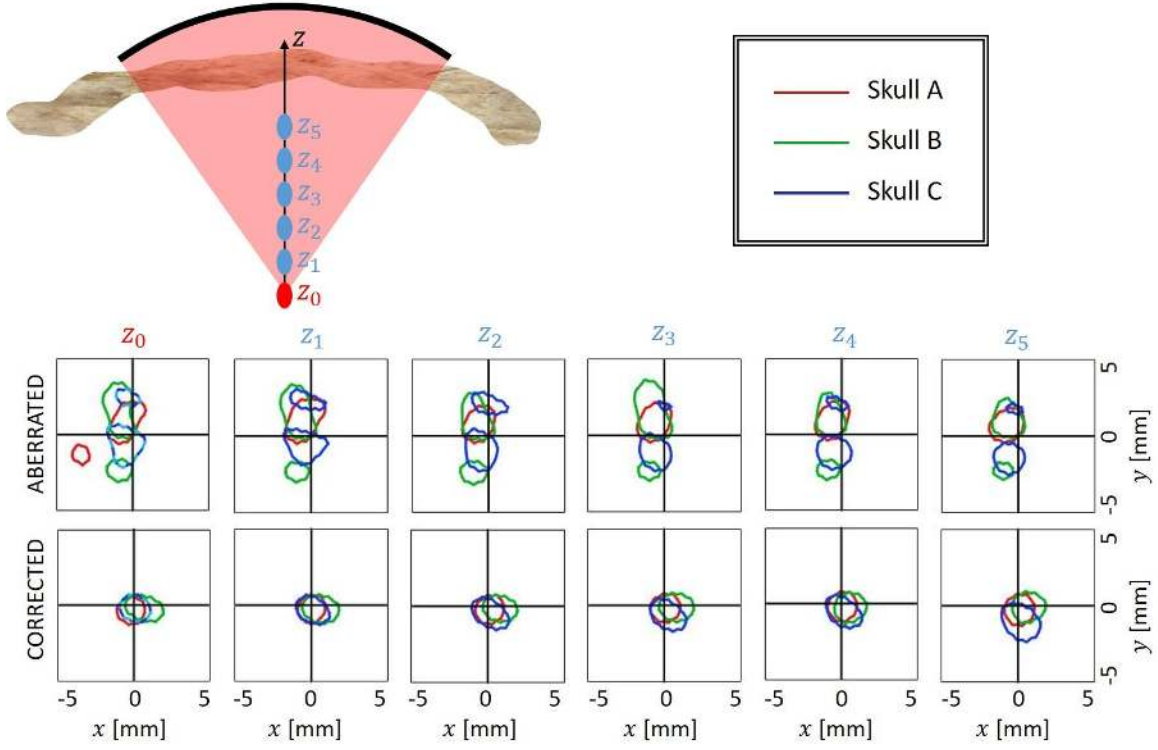 z
z₅
z₄
z₃
z₂
z₁
z₀
Skull A
Skull B
Skull C
z₀ z₁ z₂ z₃ z₄ z₅
ABERRATED
5
0
-5
y [mm]
CORRECTED
5
0
-5
y [mm]
-5 0 5 -5 0 5 -5 0 5 -5 0 5 -5 0 5 -5 0 5
x [mm] x [mm] x [mm] x [mm] x [mm] x [mm]